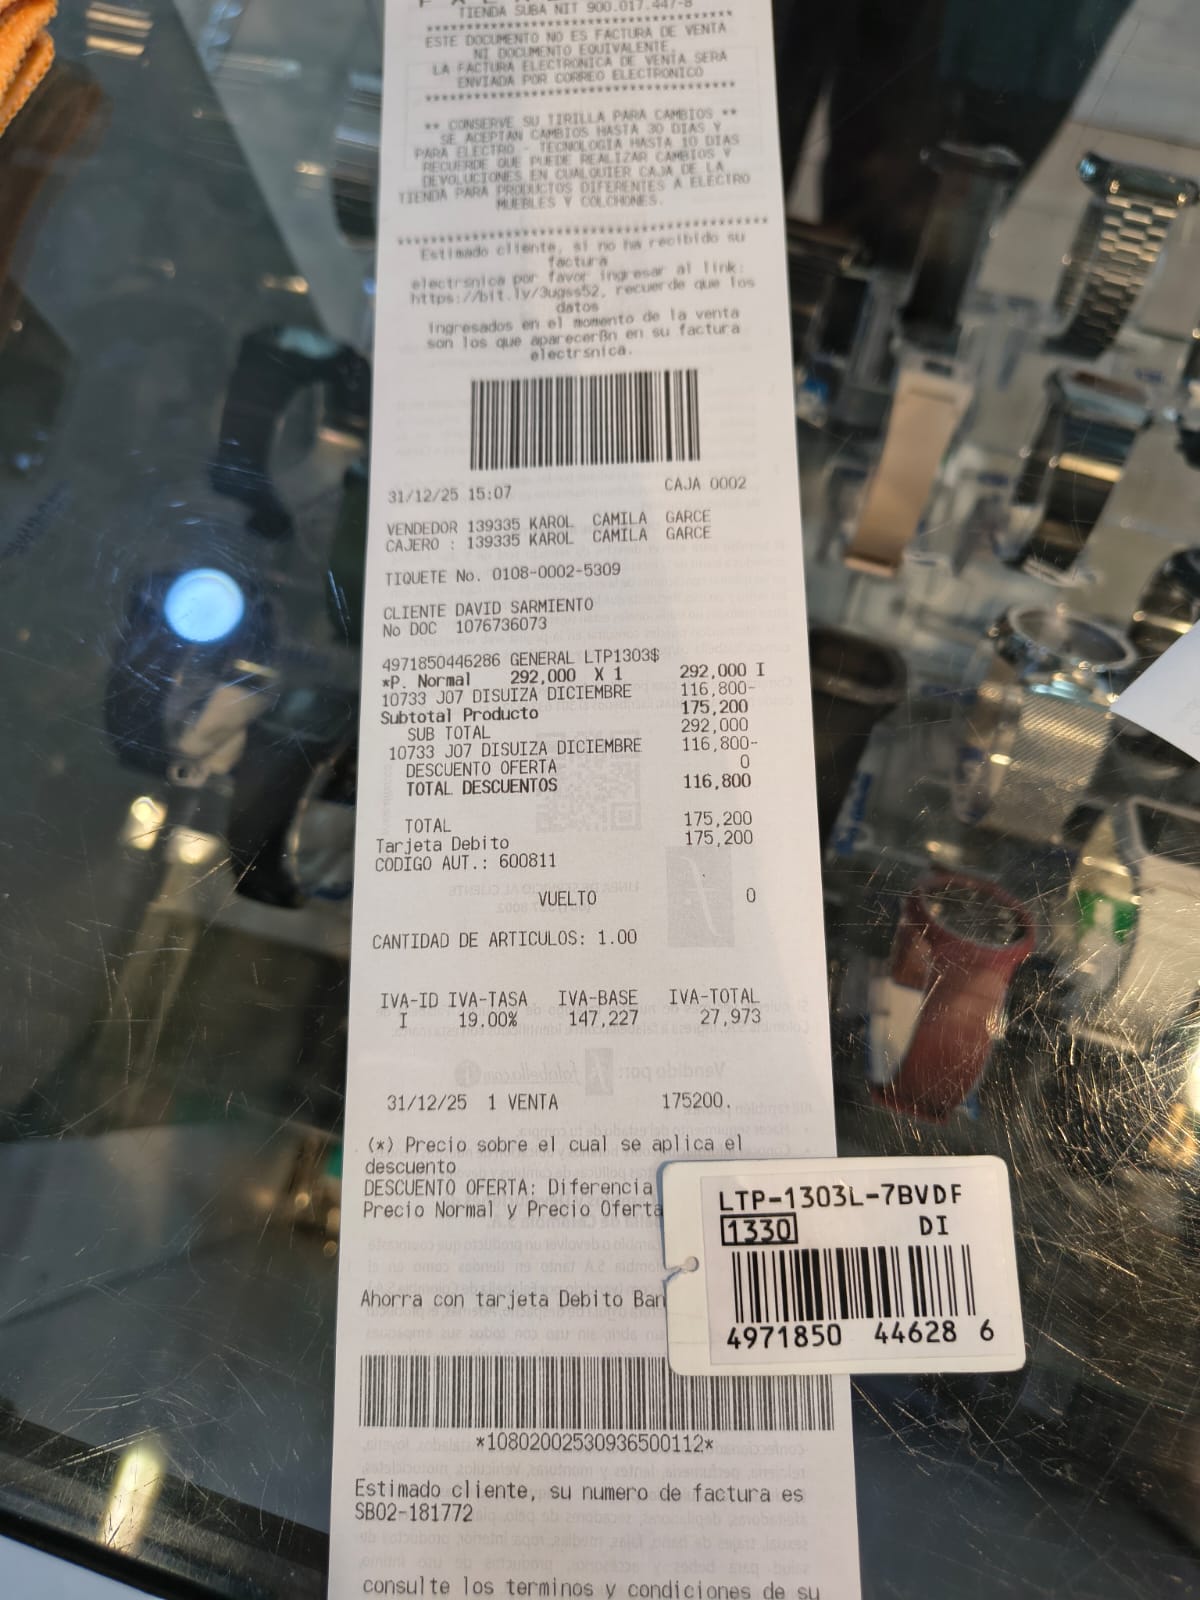 TIENDA SUBA NIT 900.017.447-8
************************************
ESTE DOCUMENTO NO ES FACTURA DE VENTA
NI DOCUMENTO EQUIVALENTE.
LA FACTURA ELECTRONICA DE VENTA SERA
ENVIADA POR CORREO ELECTRONICO
************************************
** CONSERVE SU TIRILLA PARA CAMBIOS **
SE ACEPTAN CAMBIOS HASTA 30 DIAS Y
PARA ELECTRO - TECNOLOGIA HASTA 10 DIAS
RECUERDE QUE PUEDE REALIZAR CAMBIOS Y
DEVOLUCIONES EN CUALQUIER CAJA DE LA
TIENDA PARA PRODUCTOS DIFERENTES A ELECTRO
MUEBLES Y COLCHONES.
******************************************
Estimado cliente, si no ha recibido su
factura
electrsnica por favor ingresar al link:
https://bit.ly/3ugss52, recuerde que los
datos
ingresados en el momento de la venta
son los que aparecerßn en su factura
electrsnica.
31/12/25 15:07 CAJA 0002
VENDEDOR 139335 KAROL CAMILA GARCE
CAJERO : 139335 KAROL CAMILA GARCE
TIQUETE No. 0108-0002-5309
CLIENTE DAVID SARMIENTO
No DOC 1076736073
4971850446286 GENERAL LTP1303$
*P. Normal 292,000 X 1 292,000 I
10733 J07 DISUIZA DICIEMBRE 116,800-
Subtotal Producto 175,200
SUB TOTAL 292,000
10733 J07 DISUIZA DICIEMBRE 116,800-
DESCUENTO OFERTA 0
TOTAL DESCUENTOS 116,800
TOTAL 175,200
Tarjeta Debito 175,200
CODIGO AUT.: 600811
VUELTO 0
CANTIDAD DE ARTICULOS: 1.00
IVA-ID IVA-TASA IVA-BASE IVA-TOTAL
I 19.00% 147,227 27,973
31/12/25 1 VENTA 175200.
(*) Precio sobre el cual se aplica el
descuento
DESCUENTO OFERTA: Diferencia
Precio Normal y Precio Oferta
Ahorra con tarjeta Debito Ban
*10802002530936500112*
Estimado cliente, su numero de factura es
SB02-181772
consulte los terminos y condiciones de su
LTP-1303L-7BVDF
1330 DI
4971850 44628 6